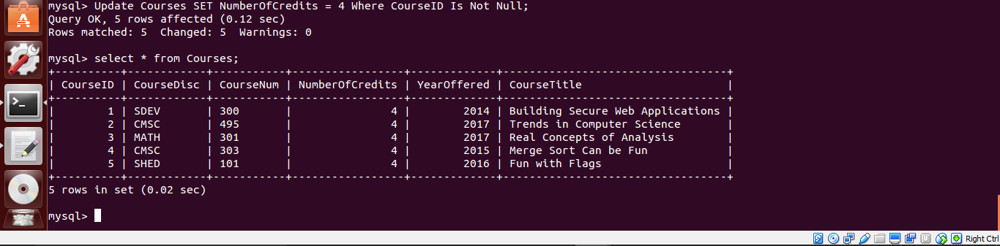 mysql> Update Courses SET NumberOfCredits = 4 Where CourseID Is Not Null;
Query OK, 5 rows affected (0.12 sec)
Rows matched: 5  Changed: 5  Warnings: 0

mysql> select * from Courses;
+----------+------------+-----------+-----------------+-------------+----------------------------------+
| CourseID | CourseDisc | CourseNum | NumberOfCredits | YearOffered | CourseTitle                      |
+----------+------------+-----------+-----------------+-------------+----------------------------------+
|        1 | SDEV       | 300       |               4 |        2014 | Building Secure Web Applications |
|        2 | CMSC       | 495       |               4 |        2017 | Trends in Computer Science       |
|        3 | MATH       | 301       |               4 |        2017 | Real Concepts of Analysis        |
|        4 | CMSC       | 303       |               4 |        2015 | Merge Sort Can be Fun            |
|        5 | SHED       | 101       |               4 |        2016 | Fun with Flags                   |
+----------+------------+-----------+-----------------+-------------+----------------------------------+
5 rows in set (0.02 sec)

mysql>
Right Ctrl